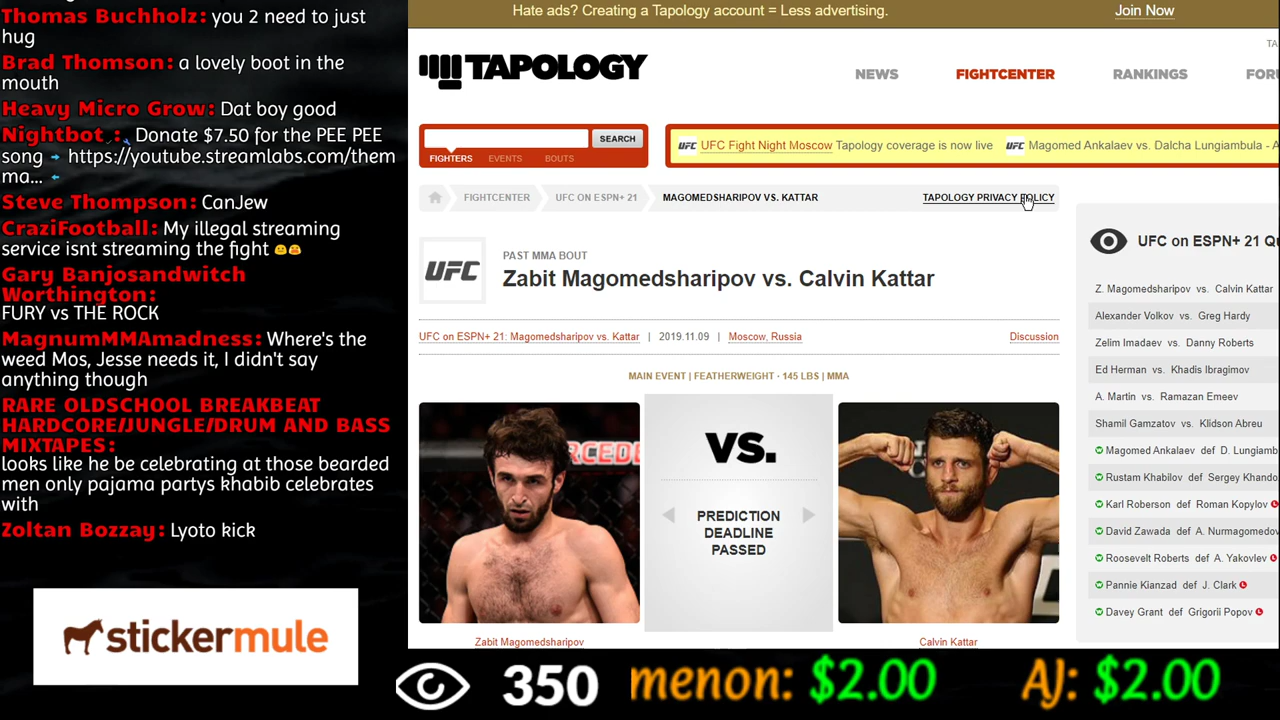 Thomas Buchholz: you 2 need to just
hug
Brad Thomson: a lovely boot in the
mouth
Heavy Micro Grow: Dat boy good
Nightbot : Donate $7.50 for the PEE PEE
song https://youtube.streamlabs.com/them
ma...
Steve Thompson: CanJew
CraziFootball: My illegal streaming
service isnt streaming the fight
Gary Banjosandwitch
Worthington:
FURY vs THE ROCK
MagnumMMAmadness: Where's the
weed Mos, Jesse needs it, I didn't say
anything though
RARE OLDSCHOOL BREAKBEAT
HARDCORE/JUNGLE/DRUM AND BASS
MIXTAPES:
looks like he be celebrating at those bearded
men only pajama partys khabib celebrates
with
Zoltan Bozzay: Lyoto kick
stickermule
Hate ads? Creating a Tapology account = Less advertising.
Join Now
TA
TAPOLOGY
NEWS
FIGHTCENTER
RANKINGS
FORU
SEARCH
FIGHTERS
EVENTS
BOUTS
UFC UFC Fight Night Moscow Tapology coverage is now live
UFC Magomed Ankalaev vs. Dalcha Lungiambula - A
FIGHTCENTER
UFC ON ESPN+ 21
MAGOMEDSHARIPOV VS. KATTAR
TAPOLOGY PRIVACY POLICY
UFC
PAST MMA BOUT
Zabit Magomedsharipov vs. Calvin Kattar
UFC on ESPN+ 21: Magomedsharipov vs. Kattar | 2019.11.09 | Moscow, Russia
Discussion
MAIN EVENT | FEATHERWEIGHT - 145 LBS | MMA
VS.
PREDICTION
DEADLINE
PASSED
Zabit Magomedsharipov
Calvin Kattar
UFC on ESPN+ 21 Qu
Z. Magomedsharipov vs. Calvin Kattar
Alexander Volkov vs. Greg Hardy
Zelim Imadaev vs. Danny Roberts
Ed Herman vs. Khadis Ibragimov
A. Martin vs. Ramazan Emeev
Shamil Gamzatov vs. Klidson Abreu
W Magomed Ankalaev def D. Lungiamb
W Rustam Khabilov def Sergey Khando
W Karl Roberson def Roman Kopylov L
W David Zawada def A. Nurmagomedo
W Roosevelt Roberts def A. Yakovlev L
W Pannie Kianzad def J. Clark L
W Davey Grant def Grigorii Popov L
350
menon: $2.00
AJ: $2.00